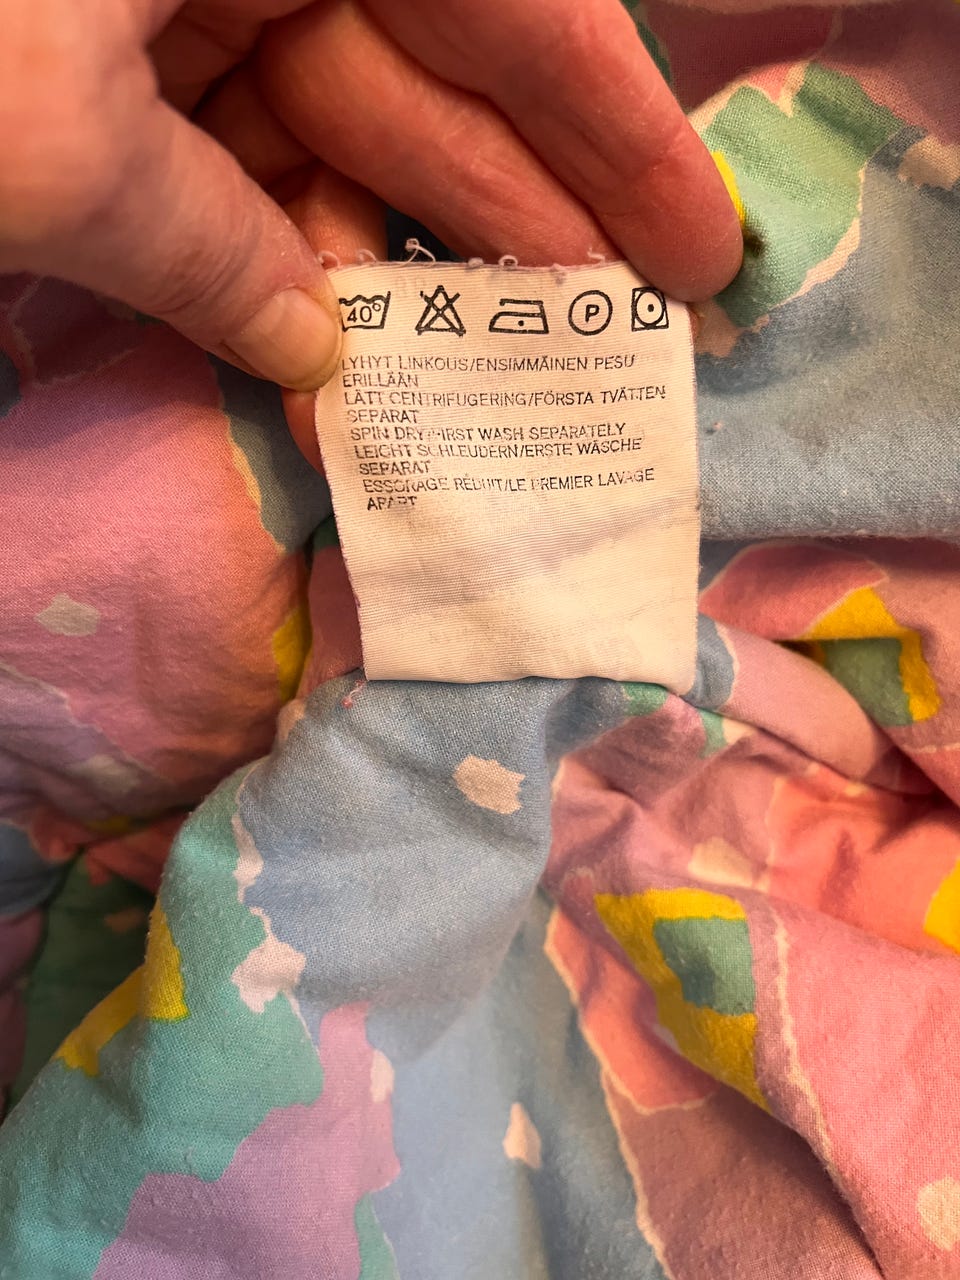 40°
P
LYHYT LINKOUS/ENSIMMÄINEN PESU
ERILLÄÄN
LÄTT CENTRIFUGERING/FÖRSTA TVÄTTEN
SEPARAT
SPIN DRY/FIRST WASH SEPARATELY
LEICHT SCHLEUDERN/ERSTE WÄSCHE
SEPARAT
ESSORAGE RÉDUIT/LE PREMIER LAVAGE
APART